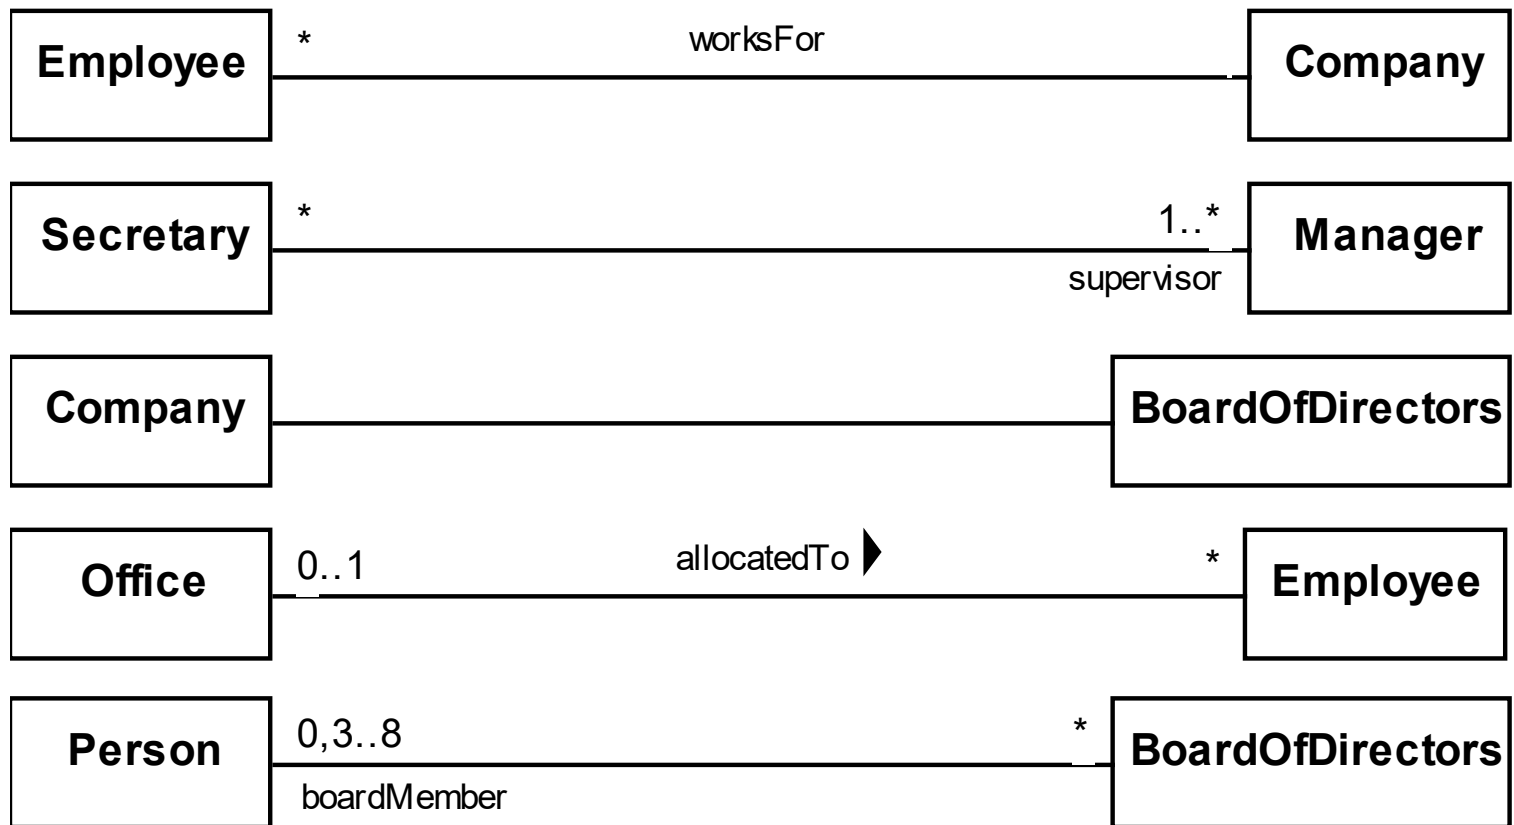 Employee * worksFor Company
Secretary * 1..* Manager
supervisor
Company BoardOfDirectors
Office 0..1 allocatedTo * Employee
Person 0,3..8 * BoardOfDirectors
boardMember